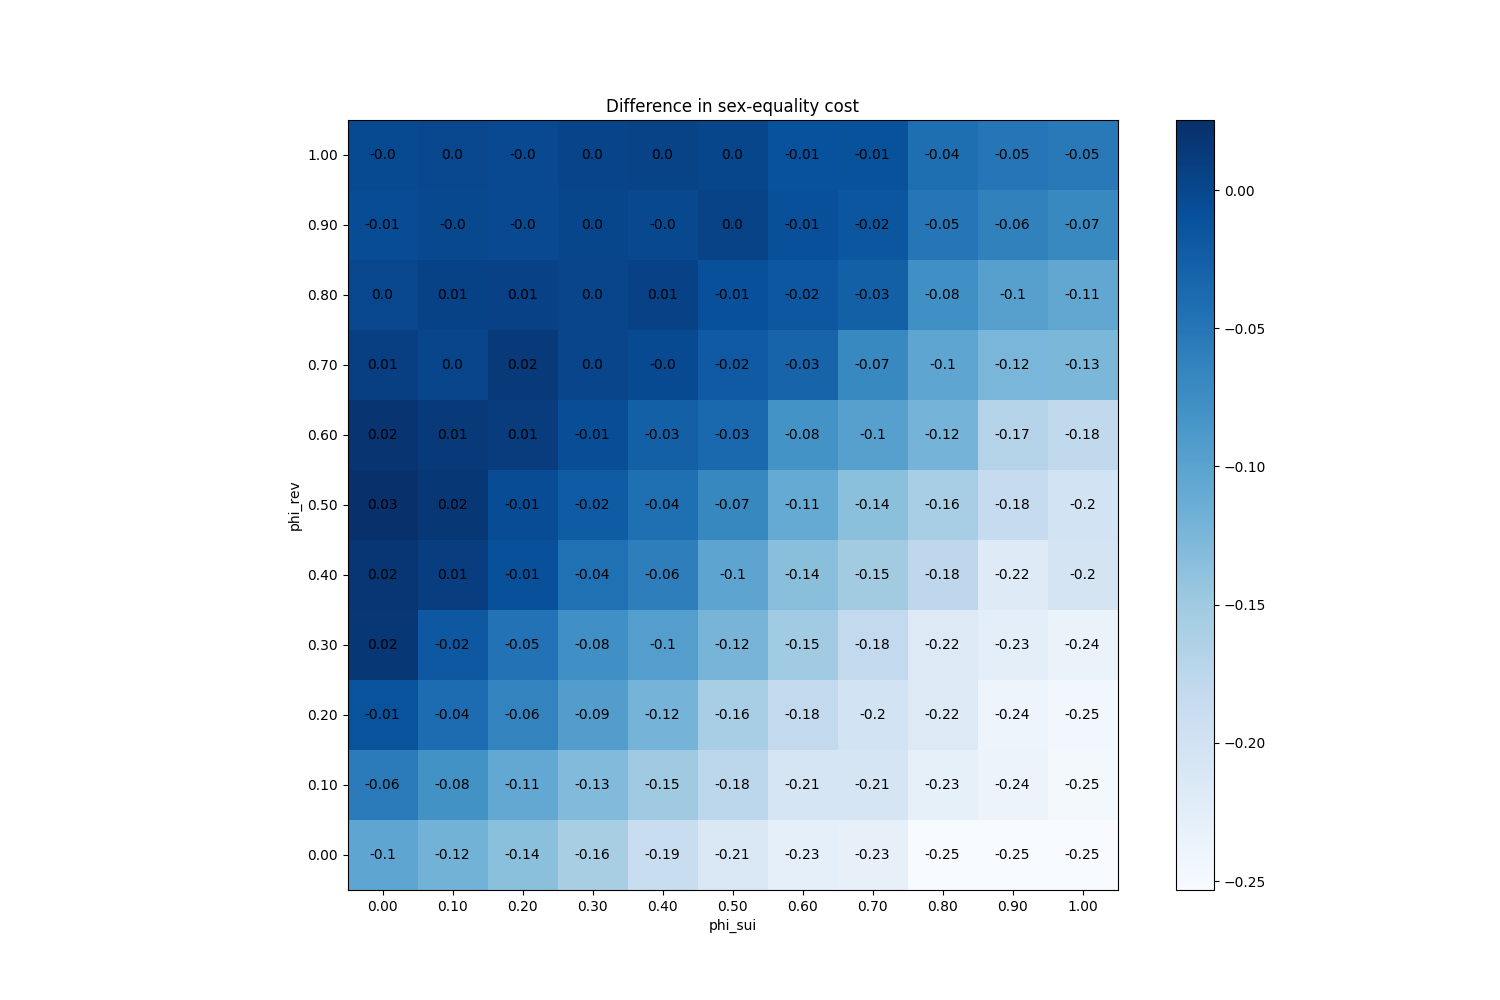 Difference in sex-equality cost
1.00 -0.0 0.0 -0.0 0.0 0.0 0.0 -0.01 -0.01 -0.04 -0.05 -0.05
0.90 -0.01 -0.0 -0.0 0.0 -0.0 0.0 -0.01 -0.02 -0.05 -0.06 -0.07
0.80 0.0 0.01 0.01 0.0 0.01 -0.01 -0.02 -0.03 -0.08 -0.1 -0.11
0.70 0.01 0.0 0.02 0.0 -0.0 -0.02 -0.03 -0.07 -0.1 -0.12 -0.13
0.60 0.02 0.01 0.01 -0.01 -0.03 -0.03 -0.08 -0.1 -0.12 -0.17 -0.18
0.50 0.03 0.02 -0.01 -0.02 -0.04 -0.07 -0.11 -0.14 -0.16 -0.18 -0.2
0.40 0.02 0.01 -0.01 -0.04 -0.06 -0.1 -0.14 -0.15 -0.18 -0.22 -0.2
0.30 0.02 -0.02 -0.05 -0.08 -0.1 -0.12 -0.15 -0.18 -0.22 -0.23 -0.24
0.20 -0.01 -0.04 -0.06 -0.09 -0.12 -0.16 -0.18 -0.2 -0.22 -0.24 -0.25
0.10 -0.06 -0.08 -0.11 -0.13 -0.15 -0.18 -0.21 -0.21 -0.23 -0.24 -0.25
0.00 -0.1 -0.12 -0.14 -0.16 -0.19 -0.21 -0.23 -0.23 -0.25 -0.25 -0.25
0.00 0.10 0.20 0.30 0.40 0.50 0.60 0.70 0.80 0.90 1.00
phi_sui
phi_rev
0.00
−0.05
−0.10
−0.15
−0.20
−0.25